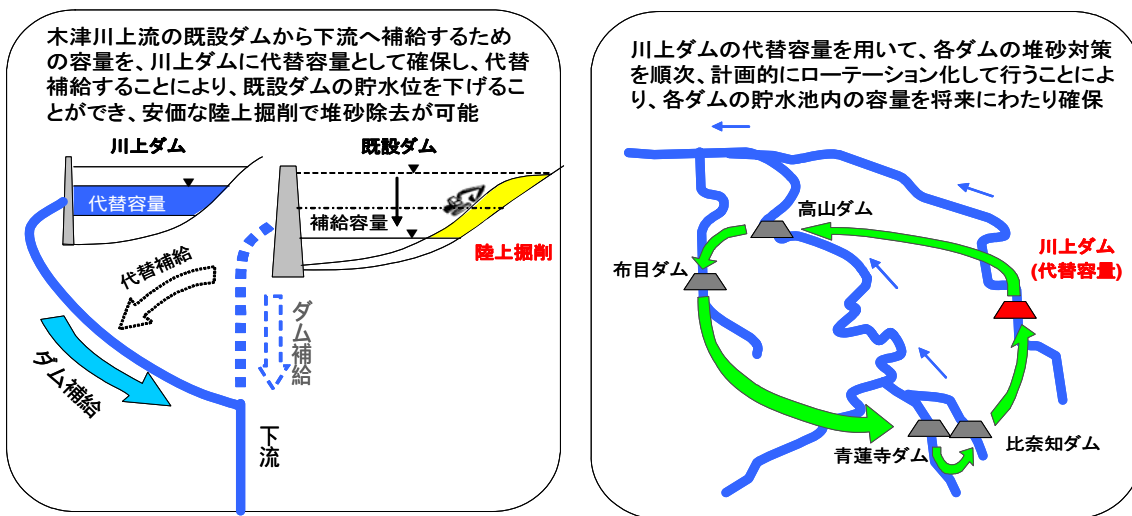 木津川上流の既設ダムから下流へ補給するため
の容量を、川上ダムに代替容量として確保し、代替
補給することにより、既設ダムの貯水位を下げるこ
とができ、安価な陸上掘削で堆砂除去が可能
川上ダム
既設ダム
代替容量
補給容量
陸上掘削
代替補給
ダム補給
ダム補給
下流
川上ダムの代替容量を用いて、各ダムの堆砂対策
を順次、計画的にローテーション化して行うことによ
り、各ダムの貯水池内の容量を将来にわたり確保
高山ダム
布目ダム
川上ダム
(代替容量)
青蓮寺ダム
比奈知ダム